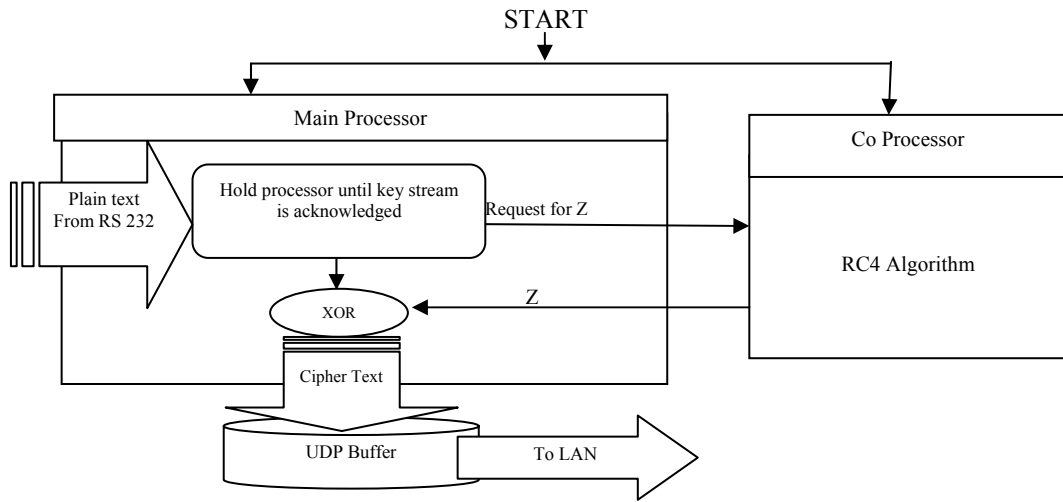 START
Main Processor
Co Processor
Plain text
From RS 232
Hold processor until key stream
is acknowledged
Request for Z
RC4 Algorithm
Z
XOR
Cipher Text
UDP Buffer
To LAN